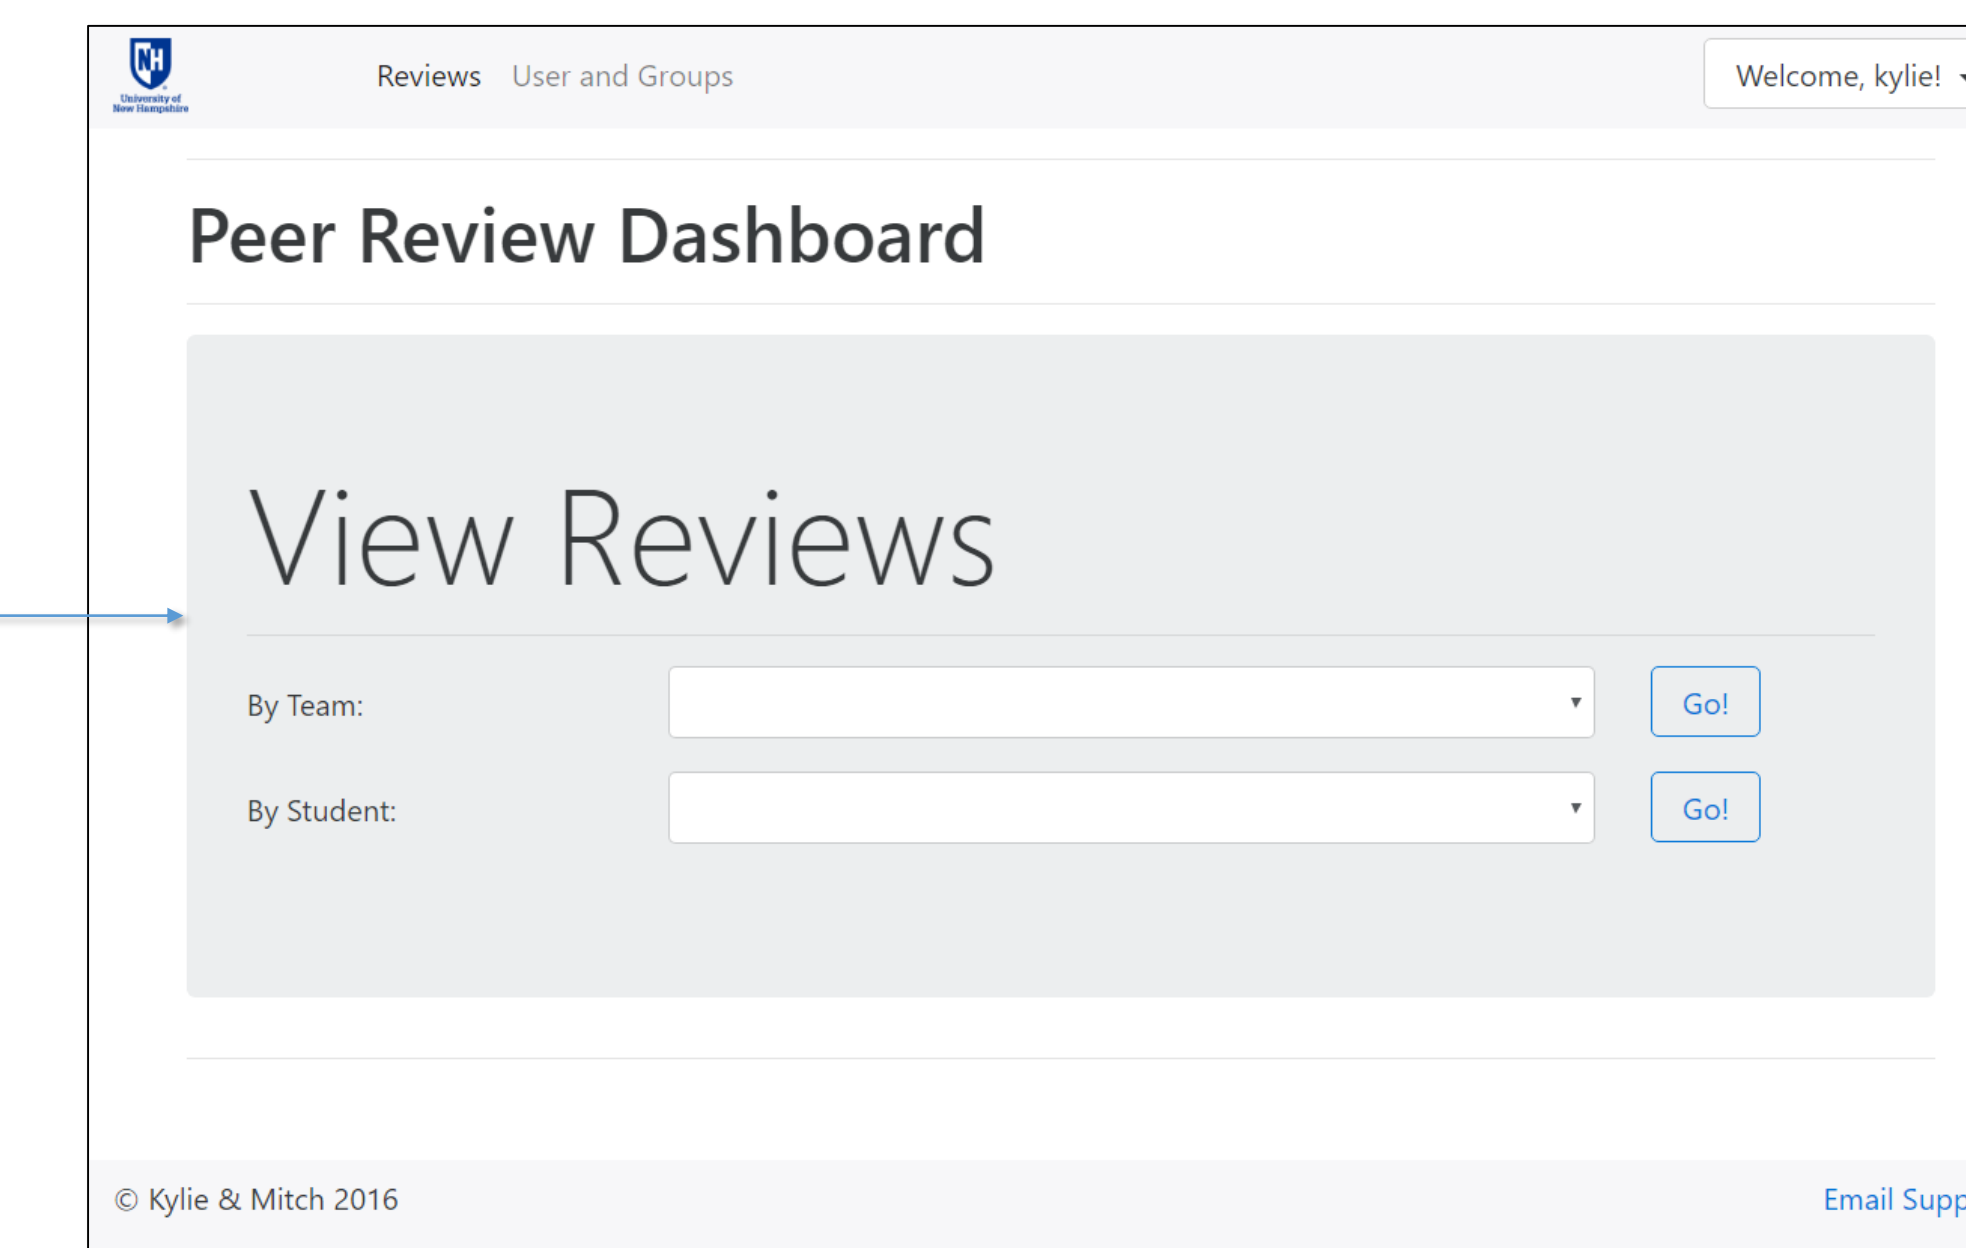 NH
University of
New Hampshire
Reviews User and Groups
Welcome, kylie!
Peer Review Dashboard
View Reviews
By Team:
Go!
By Student:
Go!
© Kylie & Mitch 2016
Email